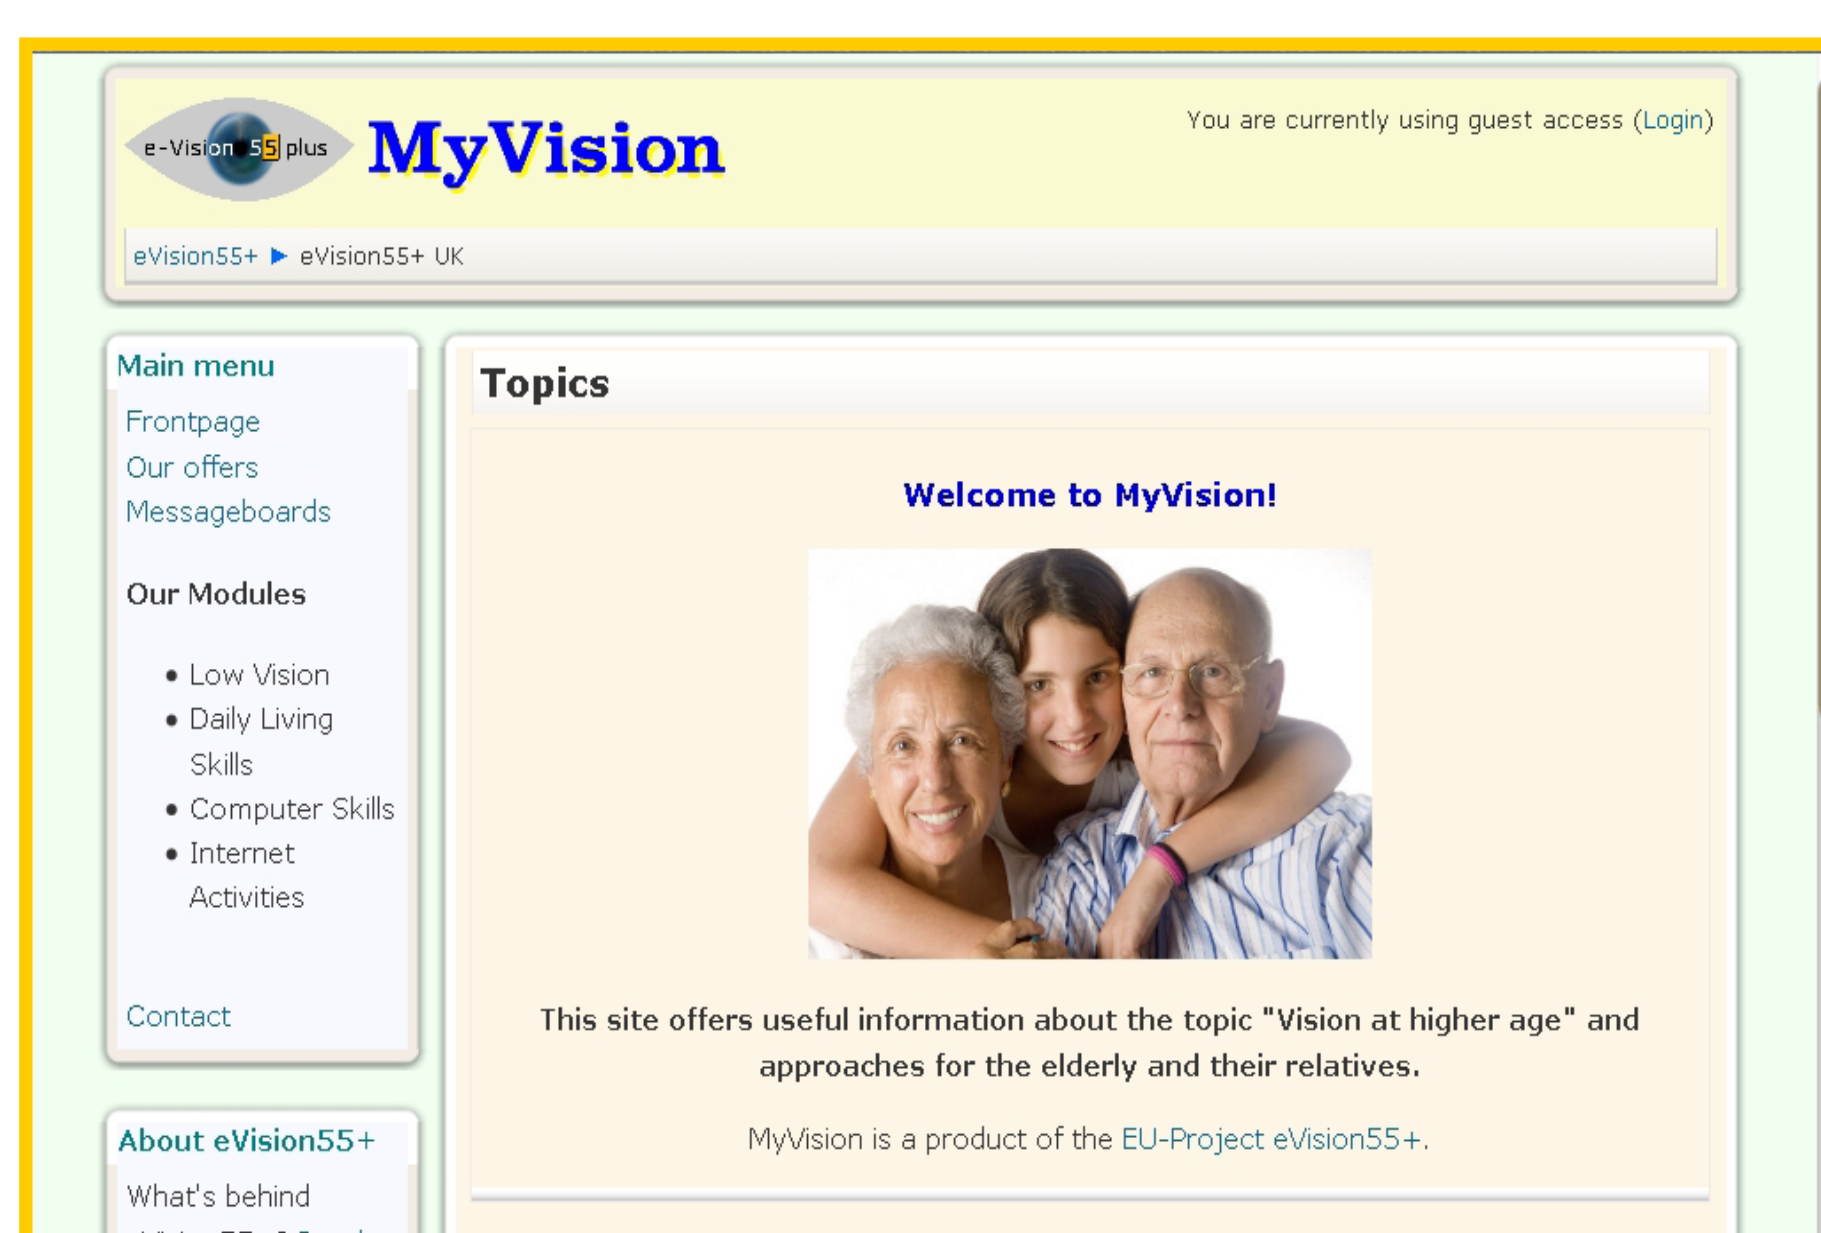 e-Vision 55 plus
MyVision
You are currently using guest access (Login)
eVision55+ ► eVision55+ UK
Main menu
Frontpage
Our offers
Messageboards
Our Modules
• Low Vision
• Daily Living
Skills
• Computer Skills
• Internet
Activities
Contact
About eVision55+
What's behind
Topics
Welcome to MyVision!
This site offers useful information about the topic "Vision at higher age" and
approaches for the elderly and their relatives.
MyVision is a product of the EU-Project eVision55+.